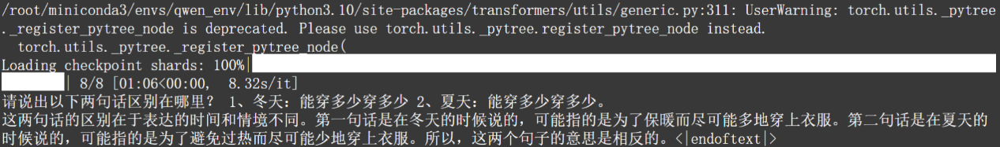 /root/miniconda3/envs/qwen_env/lib/python3.10/site-packages/transformers/utils/generic.py:311: UserWarning: torch.utils._pytree
._register_pytree_node is deprecated. Please use torch.utils._pytree.register_pytree_node instead.
  torch.utils._pytree._register_pytree_node(
Loading checkpoint shards: 100%|
| 8/8 [01:06<00:00,  8.32s/it]
请说出以下两句话区别在哪里？ 1、冬天：能穿多少穿多少 2、夏天：能穿多少穿多少。
这两句话的区别在于表达的时间和情境不同。第一句话是在冬天的时候说的，可能指的是为了保暖而尽可能多地穿上衣服。第二句话是在夏天的
时候说的，可能指的是为了避免过热而尽可能少地穿上衣服。所以，这两个句子的意思是相反的。<|endoftext|>